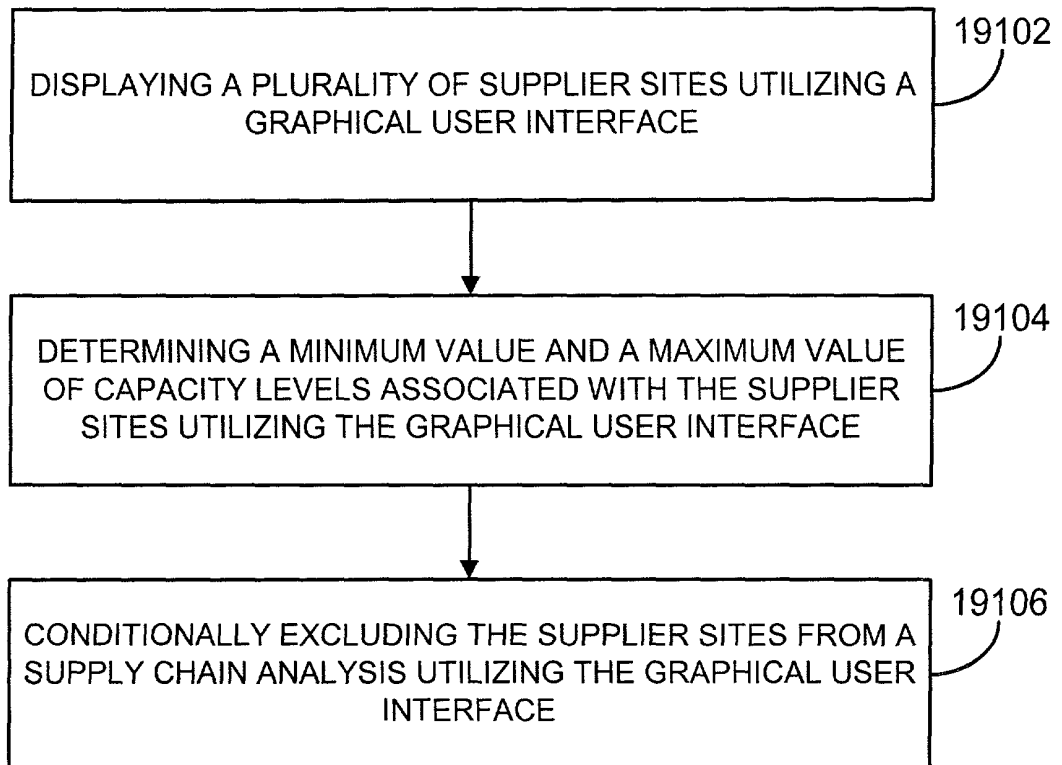 19102
DISPLAYING A PLURALITY OF SUPPLIER SITES UTILIZING A
GRAPHICAL USER INTERFACE
19104
DETERMINING A MINIMUM VALUE AND A MAXIMUM VALUE
OF CAPACITY LEVELS ASSOCIATED WITH THE SUPPLIER
SITES UTILIZING THE GRAPHICAL USER INTERFACE
19106
CONDITIONALLY EXCLUDING THE SUPPLIER SITES FROM A
SUPPLY CHAIN ANALYSIS UTILIZING THE GRAPHICAL USER
INTERFACE